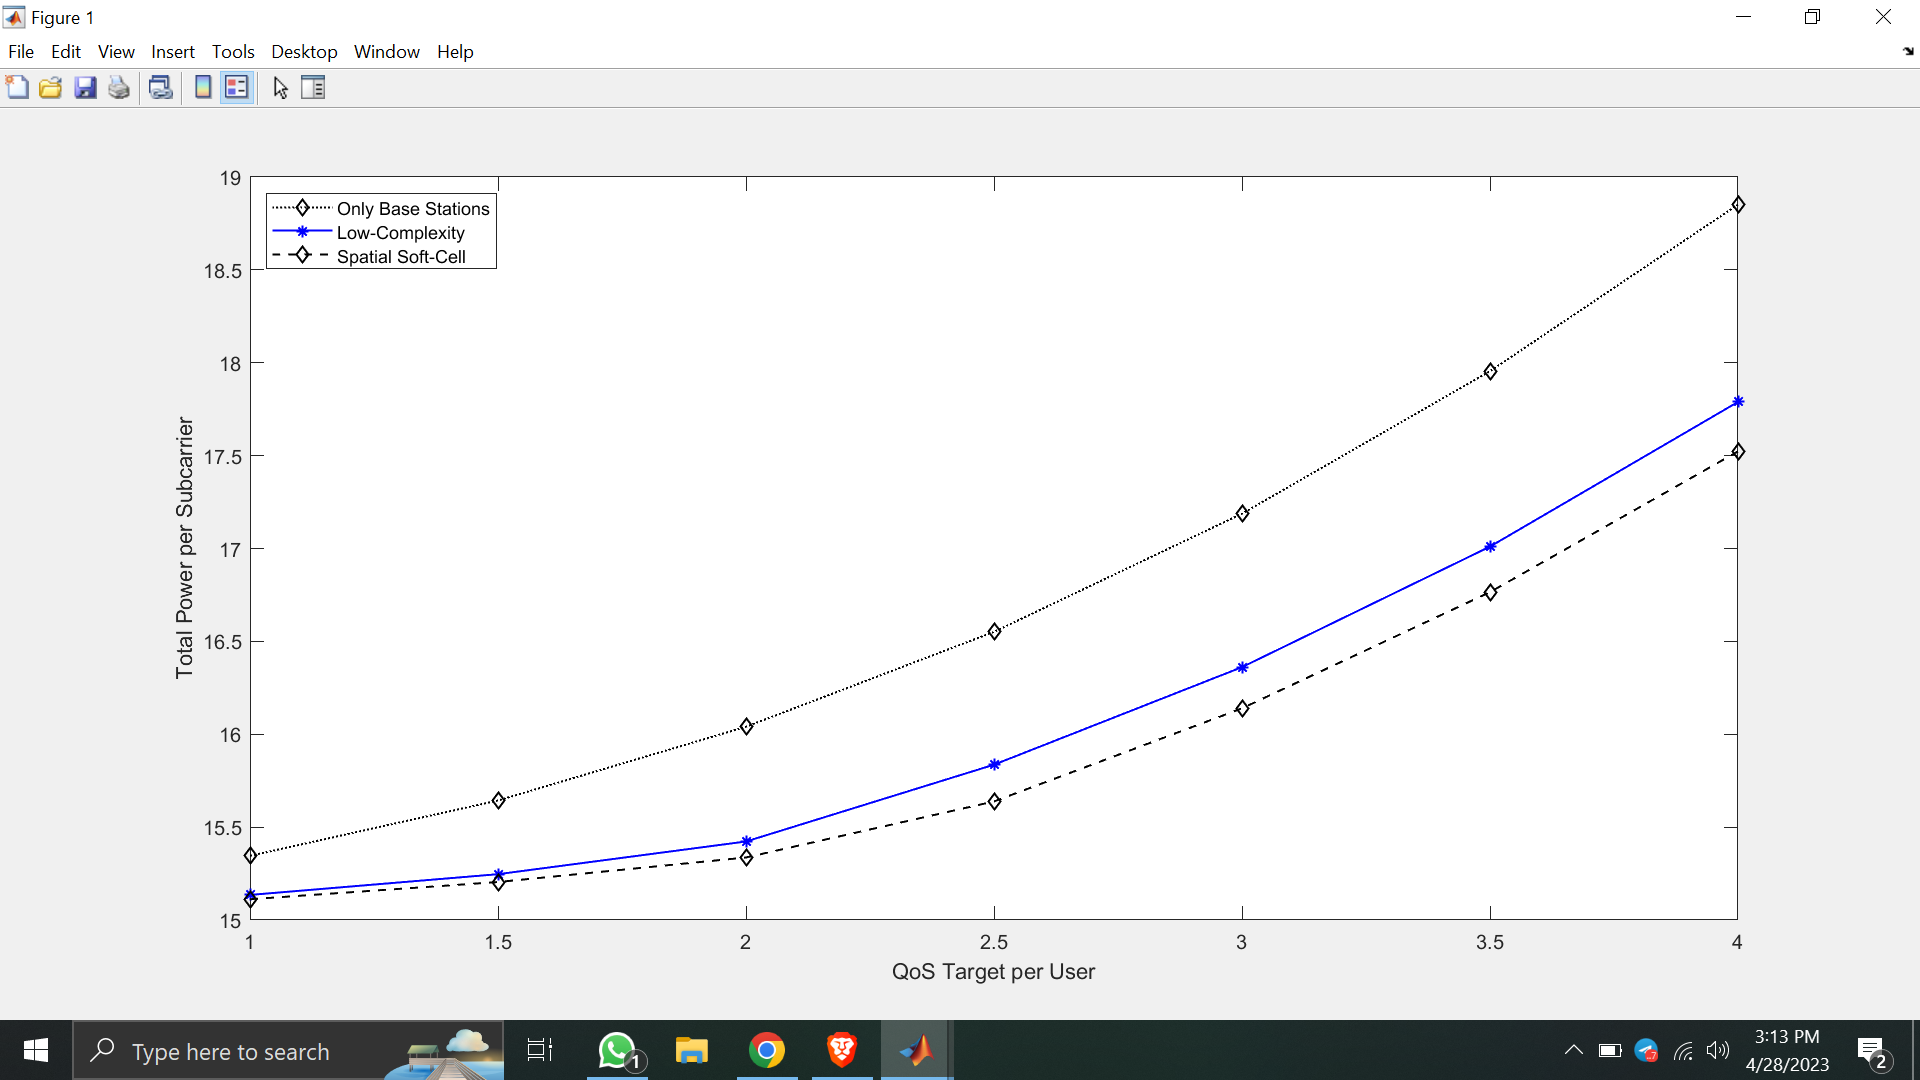 Figure 1
File Edit View Insert Tools Desktop Window Help
19
18.5
18
17.5
17
16.5
16
15.5
15
Total Power per Subcarrier
Only Base Stations
Low-Complexity
Spatial Soft-Cell
1 1.5 2 2.5 3 3.5 4
QoS Target per User
Type here to search
1
3:13 PM
4/28/2023
2